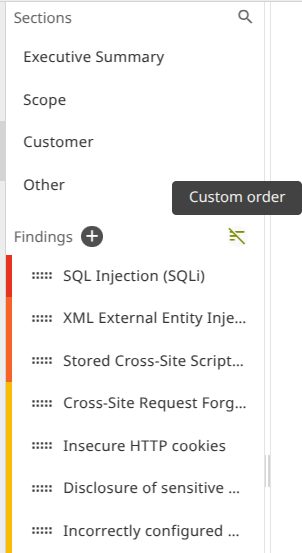 Sections
Executive Summary
Scope
Customer
Other
Custom order
Findings
SQL Injection (SQLi)
XML External Entity Inje...
Stored Cross-Site Script...
Cross-Site Request Forg...
Insecure HTTP cookies
Disclosure of sensitive ...
Incorrectly configured ...